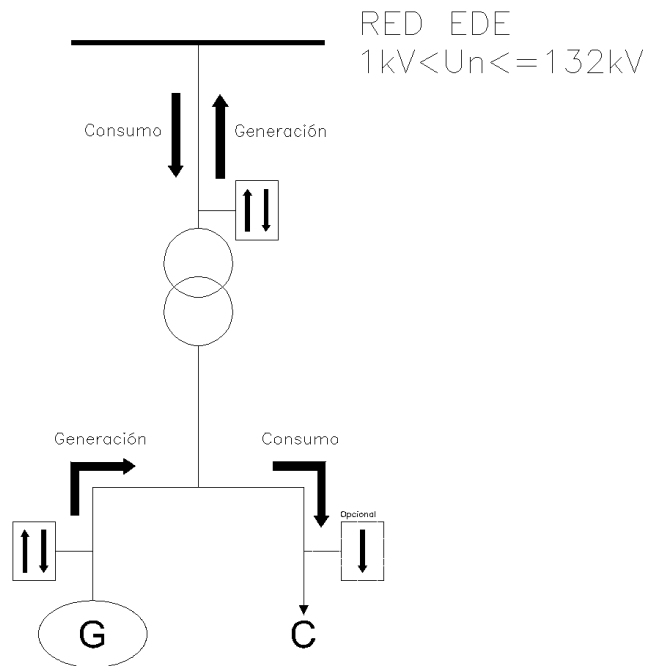 RED EDE
1kV<Un<=132kV
Consumo
Generación
Generación
Consumo
Opcional
G
C